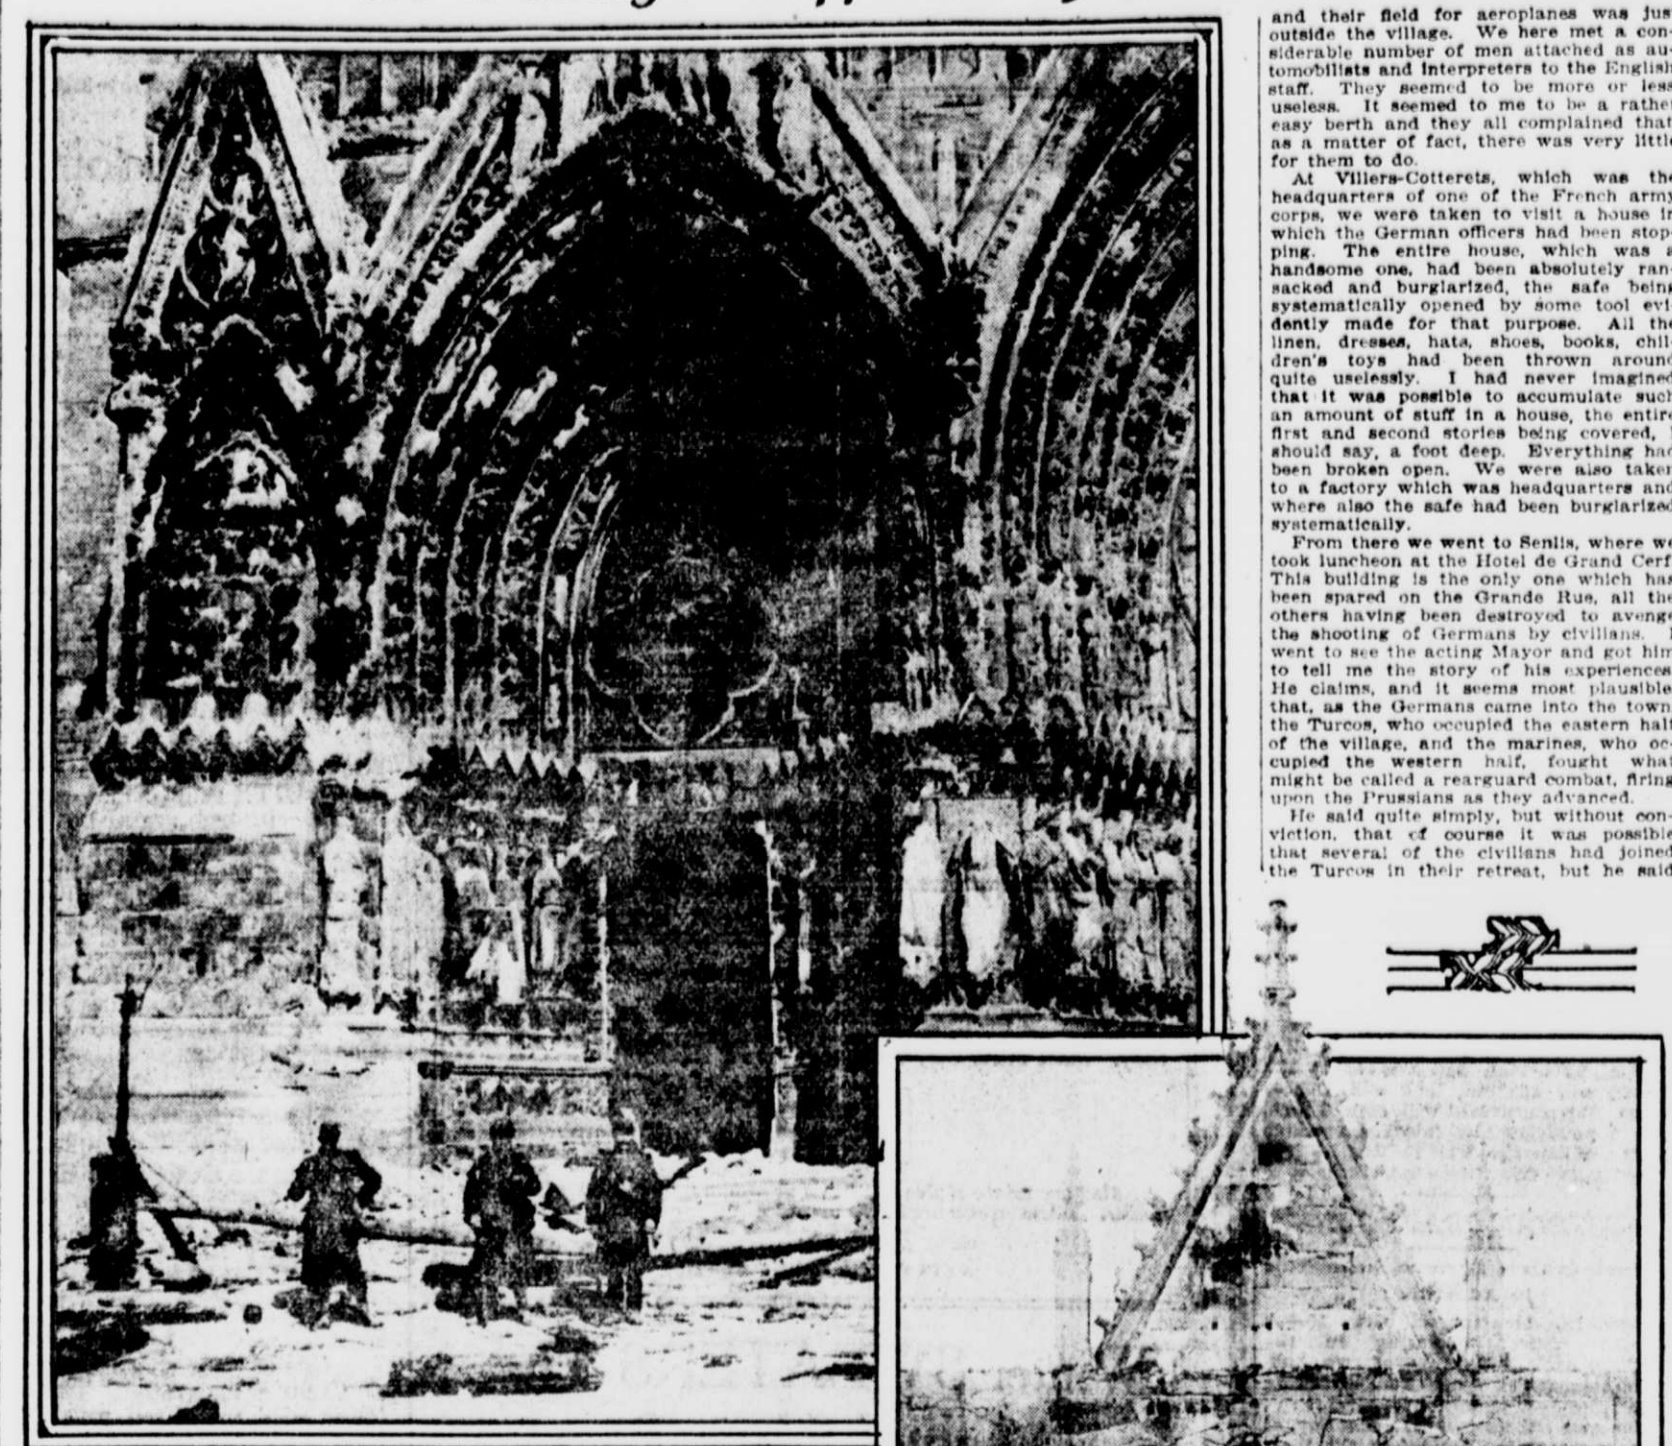 and their field for aeroplanes was just
outside the village. We here met a con-
siderable number of men attached as au-
tomobilists and interpreters to the English
staff. They seemed to be more or less
useless. It seemed to me to be a rather
easy berth and they all complained that
as a matter of fact, there was very little
for them to do.
At Villers-Cotterets, which was the
headquarters of one of the French army
corps, we were taken to visit a house in
which the German officers had been stop-
ping. The entire house, which was a
handsome one, had been absolutely ran-
sacked and burglarized, the safe being
systematically opened by some tool evi-
dently made for that purpose. All the
linen, dresses, hats, shoes, books, chil-
dren's toys had been thrown around
quite uselessly. I had never imagined
that it was possible to accumulate such
an amount of stuff in a house, the entire
first and second stories being covered, I
should say, a foot deep. Everything had
been broken open. We were also taken
to a factory which was headquarters and
where also the safe had been burglarized
systematically.
From there we went to Senlis, where we
took luncheon at the Hotel de Grand Cerf.
This building is the only one which has
been spared on the Grande Rue, all the
others having been destroyed to avenge
the shooting of Germans by civilians. I
went to see the acting Mayor and got him
to tell me the story of his experiences.
He claims, and it seems most plausible
that, as the Germans came into the town,
the Turcos, who occupied the eastern half
of the village, and the marines, who oc-
cupied the western half, fought what
might be called a rearguard combat, firing
upon the Prussians as they advanced.
He said quite simply, but without con-
viction, that of course it was possible
that several of the civilians had joined
the Turcos in their retreat, but he said